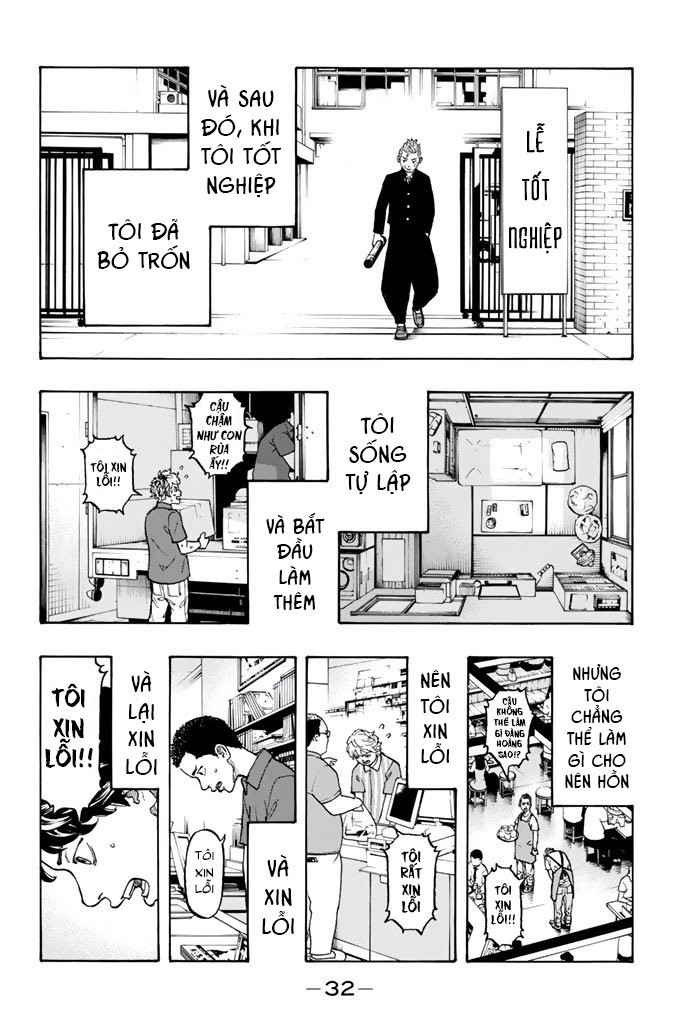 VÀ SAU
ĐÓ, KHI
TÔI TỐT
NGHIỆP
TÔI ĐÃ
BỎ TRỐN
LỄ
TỐT
NGHIỆP
TÔI
SỐNG
TỰ LẬP
CẬU
CHẬM
NHƯ CON
RÙA
ẤY!!
TÔI XIN
LỖI!!
VÀ BẮT
ĐẦU
LÀM
THÊM
NHƯNG
TÔI
CHẲNG
THỂ LÀM
GÌ CHO
NÊN HỒN
CẬU
KHÔNG
THỂ LÀM
GÌ ĐÀNG
HOÀNG
SAO!?
TÔI
XIN
LỖI!!
NÊN
TÔI
XIN
LỖI
TÔI
RẤT
XIN
LỖI
VÀ
XIN
LỖI
TÔI
XIN
LỖI
VÀ
LẠI
XIN
LỖI
TÔI
XIN
LỖI!!
-32-